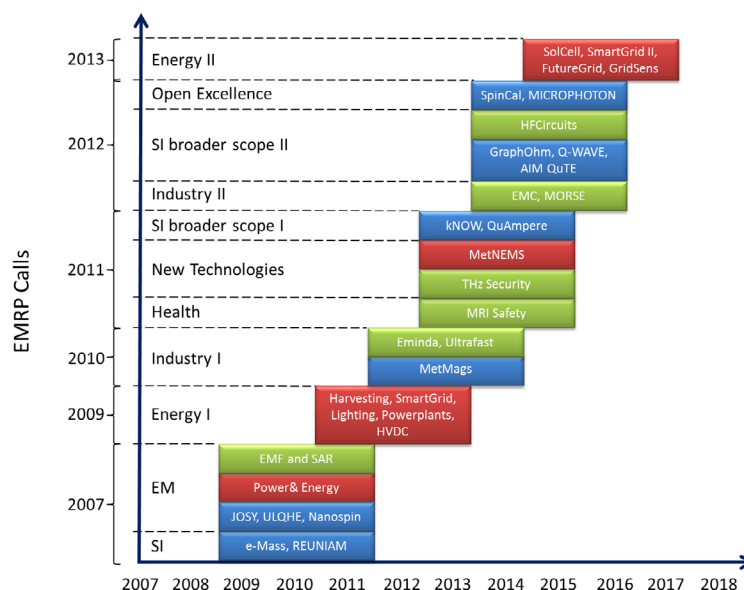 EMRP Calls
2013
Energy II
SolCell, SmartGrid II,
FutureGrid, GridSens
2012
Open Excellence
SpinCal, MICROPHOTON
SI broader scope II
HFCircuits
GraphOhm, Q-WAVE,
AIM QuTE
Industry II
EMC, MORSE
2011
SI broader scope I
kNOW, QuAmpere
New Technologies
MetNEMS
THz Security
Health
MRI Safety
2010
Industry I
Eminda, Ultrafast
MetMags
2009
Energy I
Harvesting, SmartGrid,
Lighting, Powerplants,
HVDC
2007
EM
EMF and SAR
Power& Energy
JOSY, ULQHE, Nanospin
SI
e-Mass, REUNIAM
2007 2008 2009 2010 2011 2012 2013 2014 2015 2016 2017 2018